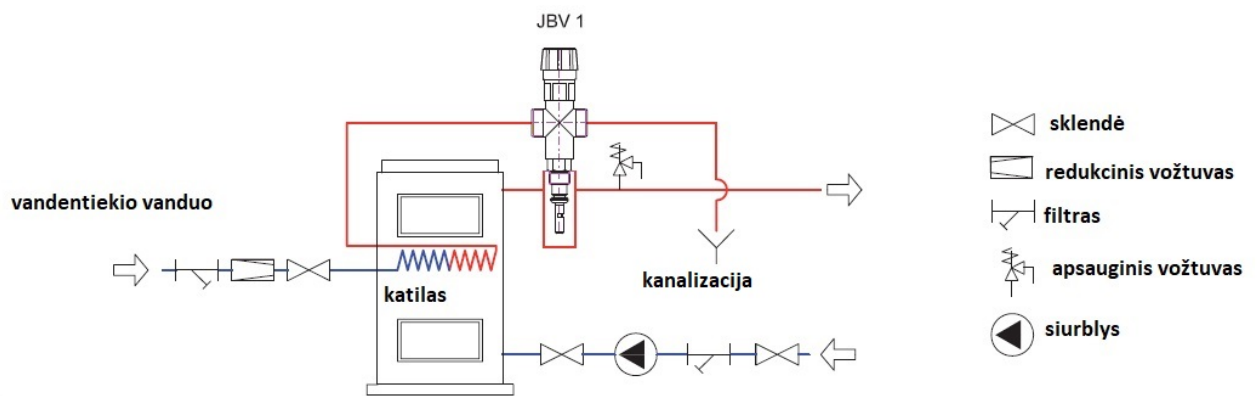 JBV 1
vandentiekio vanduo
katilas
kanalizacija
sklendė
redukcinis vožtuvas
filtras
apsauginis vožtuvas
siurblys